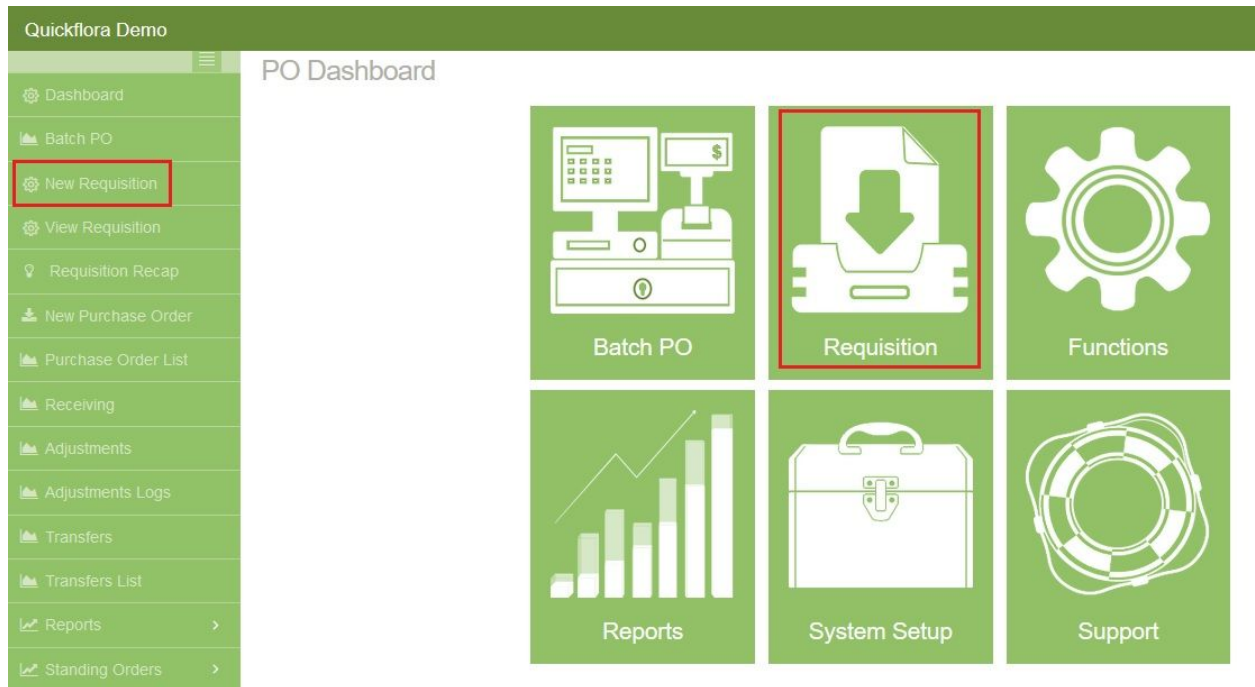 Quickflora Demo
PO Dashboard
Dashboard
Batch PO
New Requisition
View Requisition
Requisition Recap
New Purchase Order
Purchase Order List
Receiving
Adjustments
Adjustments Logs
Transfers
Transfers List
Reports
Standing Orders
$
Batch PO
Requisition
Functions
Reports
System Setup
Support